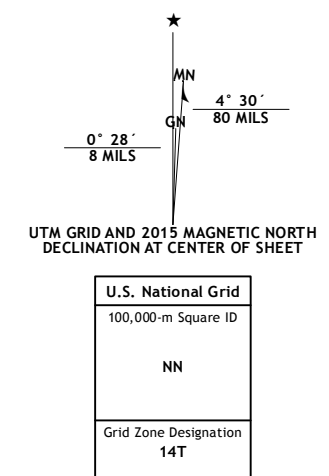 MN
4° 30´
80 MILS
GN
0° 28´
8 MILS
UTM GRID AND 2015 MAGNETIC NORTH
DECLINATION AT CENTER OF SHEET
U.S. National Grid
100,000-m Square ID
NN
Grid Zone Designation
14T